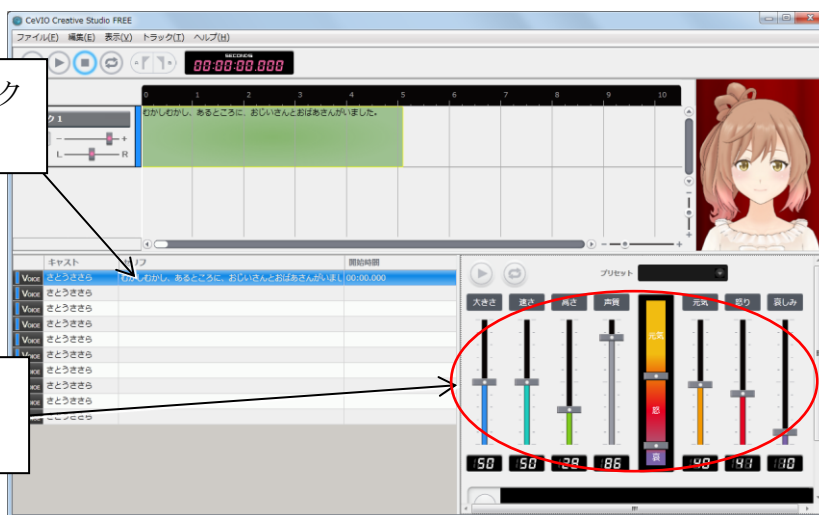 CeVIO Creative Studio FREE
ファイル(F) 編集(E) 表示(V) トラック(T) ヘルプ(H)
SECONDS
00:00:00.000
ク
0 1 2 3 4 5 6 7 8 9 10
ク 1
むかしむかし、あるところに、おじいさんとおばあさんがいました。
- +
L R
キャスト リフ 開始時間
Voice さとうささら むかしむかし、あるところに、おじいさんとおばあさんがいまし 00:00.000
Voice さとうささら
Voice さとうささら
Voice さとうささら
Voice さとうささら
Voice さとうささら
さとうささら
さとうささら
さとうささら
プリセット
大きさ 速さ 高さ 声質 元気 怒り 哀しみ
元気
怒
哀
50 50 28 86 48 41 10